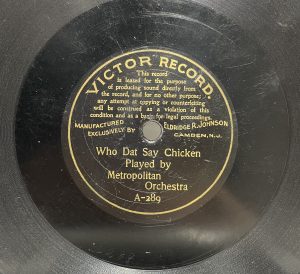 VICTOR RECORD.
This record
is leased for the purpose
of producing sound directly from
the record, and for no other purpose;
any attempt at copying or counterfeiting
will be construed as a violation of this
condition and as a basis for legal proceedings.
MANUFACTURED
EXCLUSIVELY BY
ELDRIDGE R. JOHNSON
CAMDEN, N.J.
Who Dat Say Chicken
Played by
Metropolitan
Orchestra
A-289